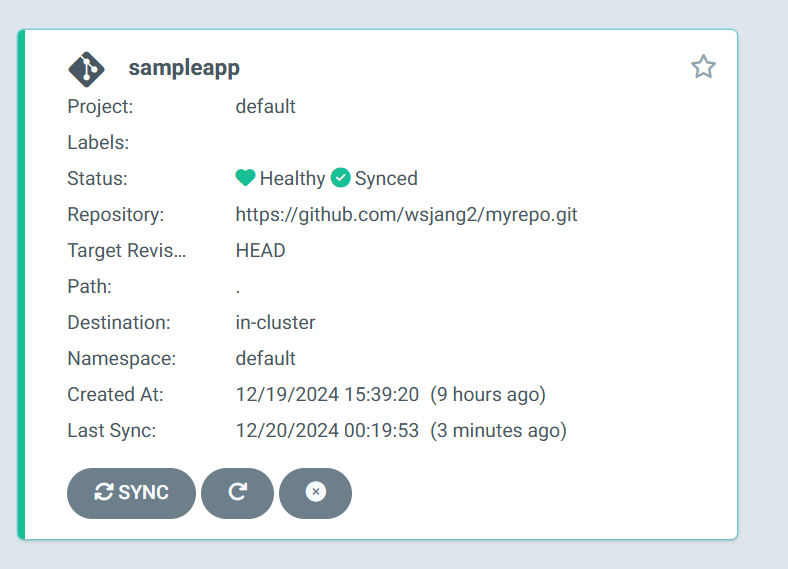 sampleapp
Project: default
Labels:
Status: Healthy Synced
Repository: https://github.com/wsjang2/myrepo.git
Target Revis... HEAD
Path: .
Destination: in-cluster
Namespace: default
Created At: 12/19/2024 15:39:20 (9 hours ago)
Last Sync: 12/20/2024 00:19:53 (3 minutes ago)
SYNC